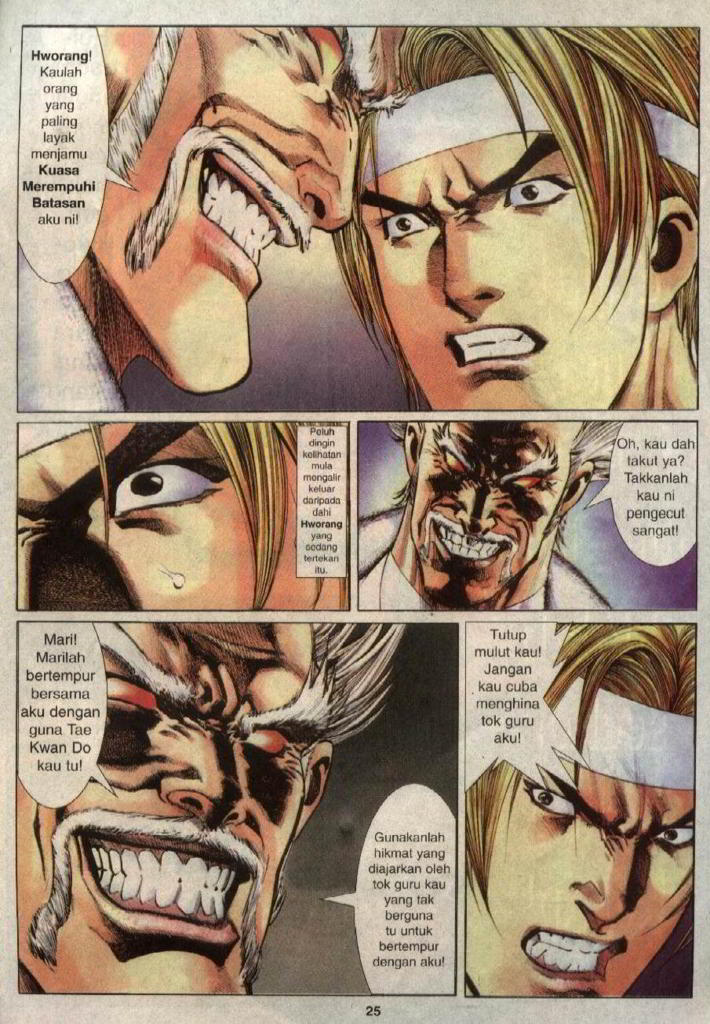 Hworang!
Kaulah
orang
yang
paling
layak
menjamu
Kuasa
Merempuhi
Batasan
aku ni!
Peluh
dingin
kelihatan
mula
mengalir
keluar
daripada
dahi
Hworang
yang
sedang
tertekan
itu.
Oh, kau dah
takut ya?
Takkanlah
kau ni
pengecut
sangat!
Mari!
Marilah
bertempur
bersama
aku dengan
guna Tae
Kwan Do
kau tu!
Gunakanlah
hikmat yang
diajarkan oleh
tok guru kau
yang tak
berguna
tu untuk
bertempur
dengan aku!
Tutup
mulut kau!
Jangan
kau cuba
menghina
tok guru
aku!
25